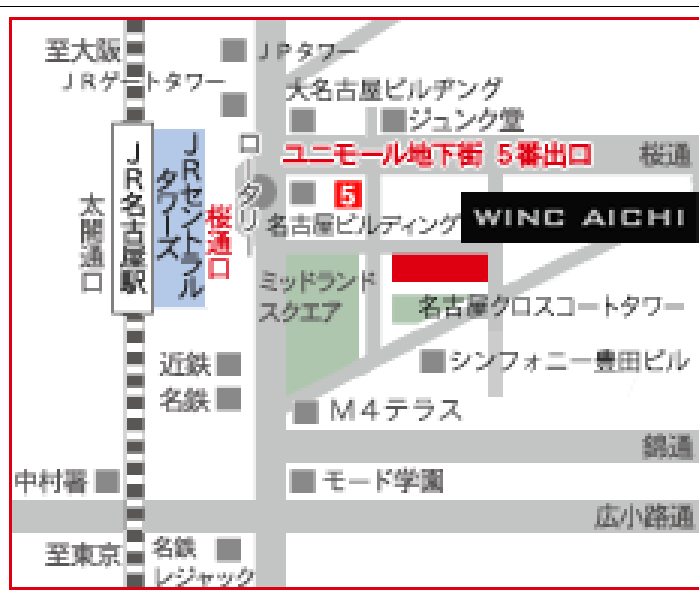 至大阪
JPタワー
JRゲートタワー
大名古屋ビルヂング
ジュンク堂
ユニモール地下街 5番出口
桜通
ロータリー
JRセントラル
タワーズ
JR名古屋駅
太閤通口
桜通口
5
名古屋ビルディング
WINC AICHI
ミッドランド
スクエア
名古屋クロスコートタワー
近鉄
シンフォニー豊田ビル
名鉄
M4テラス
錦通
中村署
モード学園
広小路通
至東京
名鉄
レジャック